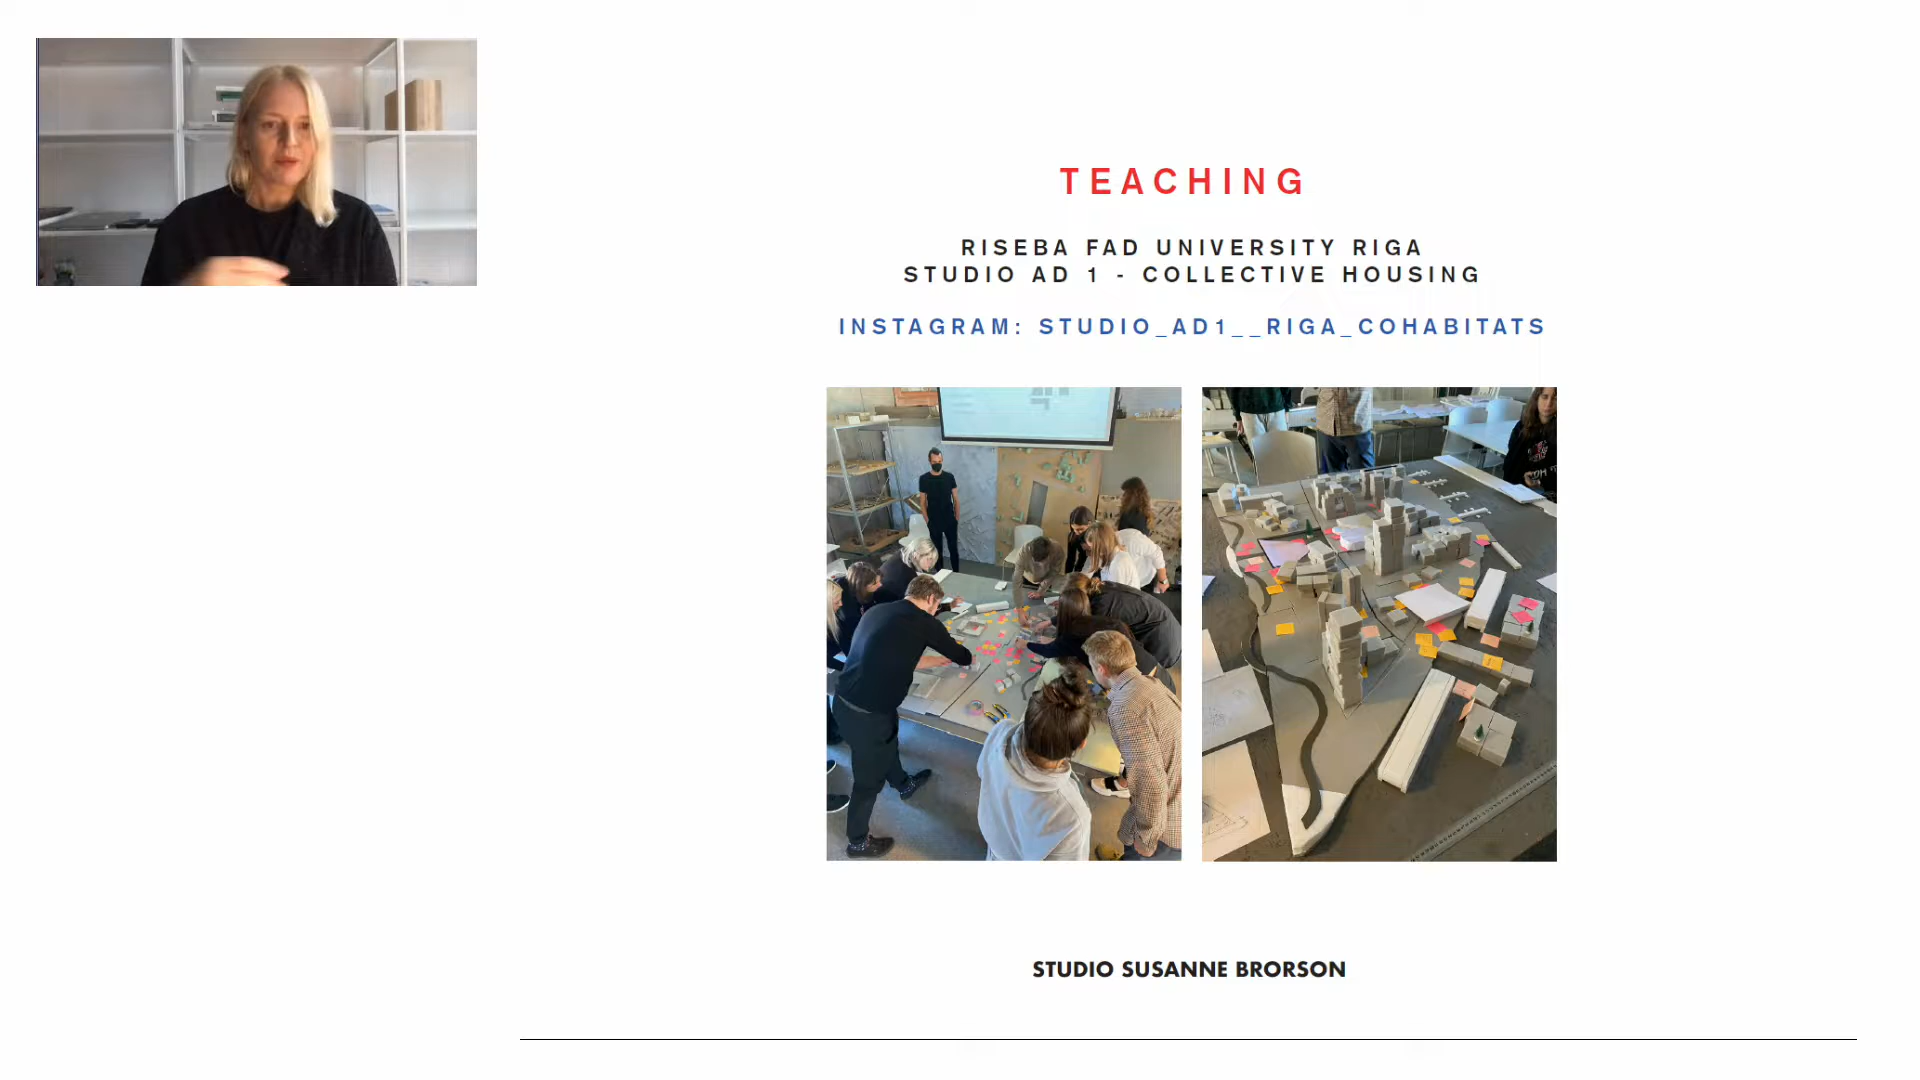 TEACHING
RISEBA FAD UNIVERSITY RIGA
STUDIO AD 1 - COLLECTIVE HOUSING
INSTAGRAM: STUDIO_AD1__RIGA_COHABITATS
STUDIO SUSANNE BRORSON